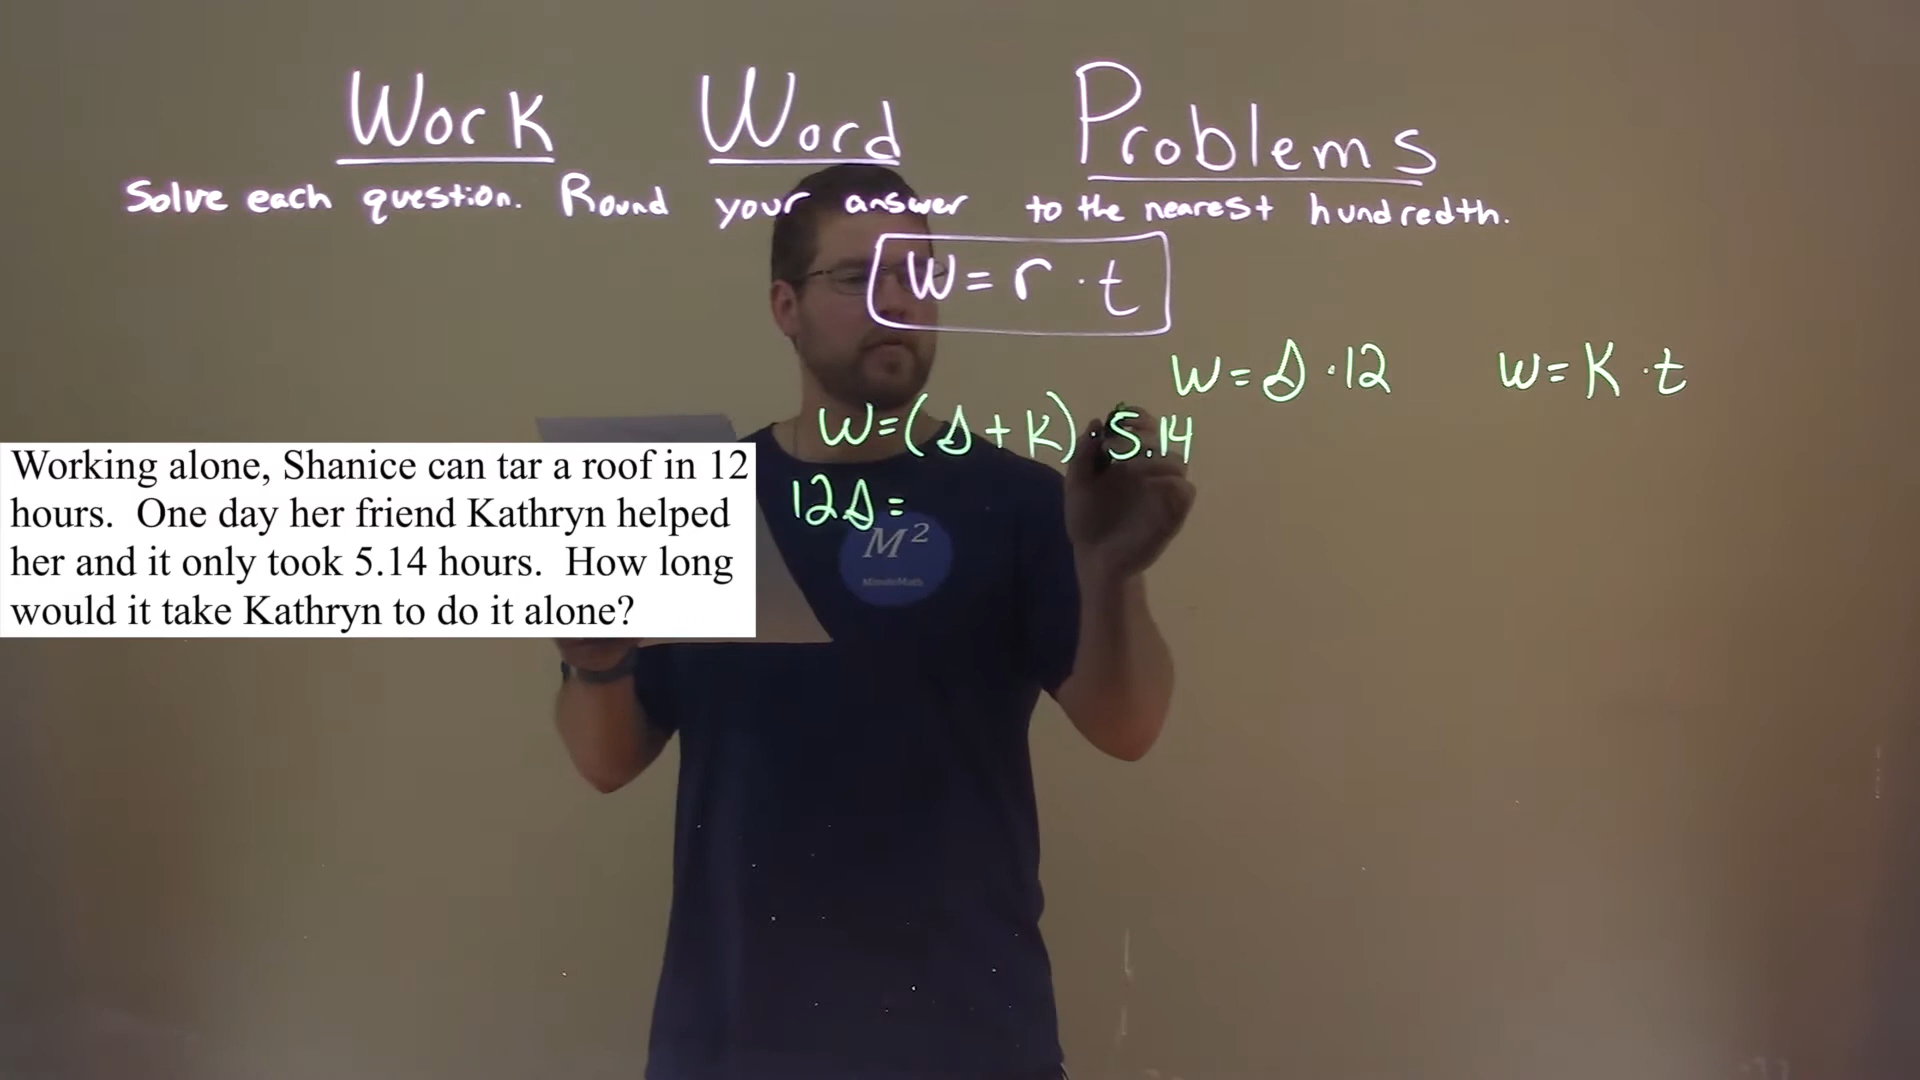 Work Word Problems
Solve each question. Round your answer to the nearest hundredth.
W = r · t
W = s · 12
W = K · t
W = (s + K) · 5.14
12s =
M²
MinuteMath
Working alone, Shanice can tar a roof in 12
hours. One day her friend Kathryn helped
her and it only took 5.14 hours. How long
would it take Kathryn to do it alone?